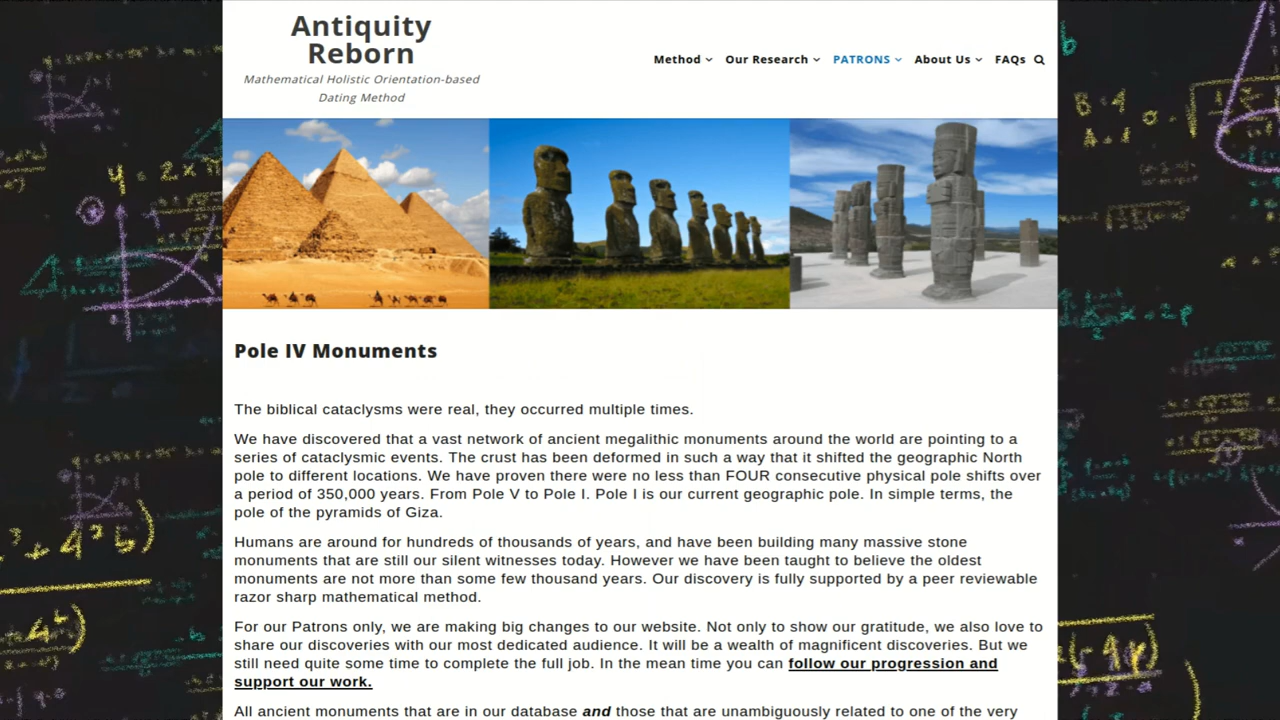 Antiquity
Reborn
Mathematical Holistic Orientation-based
Dating Method
Method Our Research PATRONS About Us FAQs
Pole IV Monuments
The biblical cataclysms were real, they occurred multiple times.
We have discovered that a vast network of ancient megalithic monuments around the world are pointing to a
series of cataclysmic events. The crust has been deformed in such a way that it shifted the geographic North
pole to different locations. We have proven there were no less than FOUR consecutive physical pole shifts over
a period of 350,000 years. From Pole V to Pole I. Pole I is our current geographic pole. In simple terms, the
pole of the pyramids of Giza.
Humans are around for hundreds of thousands of years, and have been building many massive stone
monuments that are still our silent witnesses today. However we have been taught to believe the oldest
monuments are not more than some few thousand years. Our discovery is fully supported by a peer reviewable
razor sharp mathematical method.
For our Patrons only, we are making big changes to our website. Not only to show our gratitude, we also love to
share our discoveries with our most dedicated audience. It will be a wealth of magnificent discoveries. But we
still need quite some time to complete the full job. In the mean time you can follow our progression and
support our work.
All ancient monuments that are in our database and those that are unambiguously related to one of the very